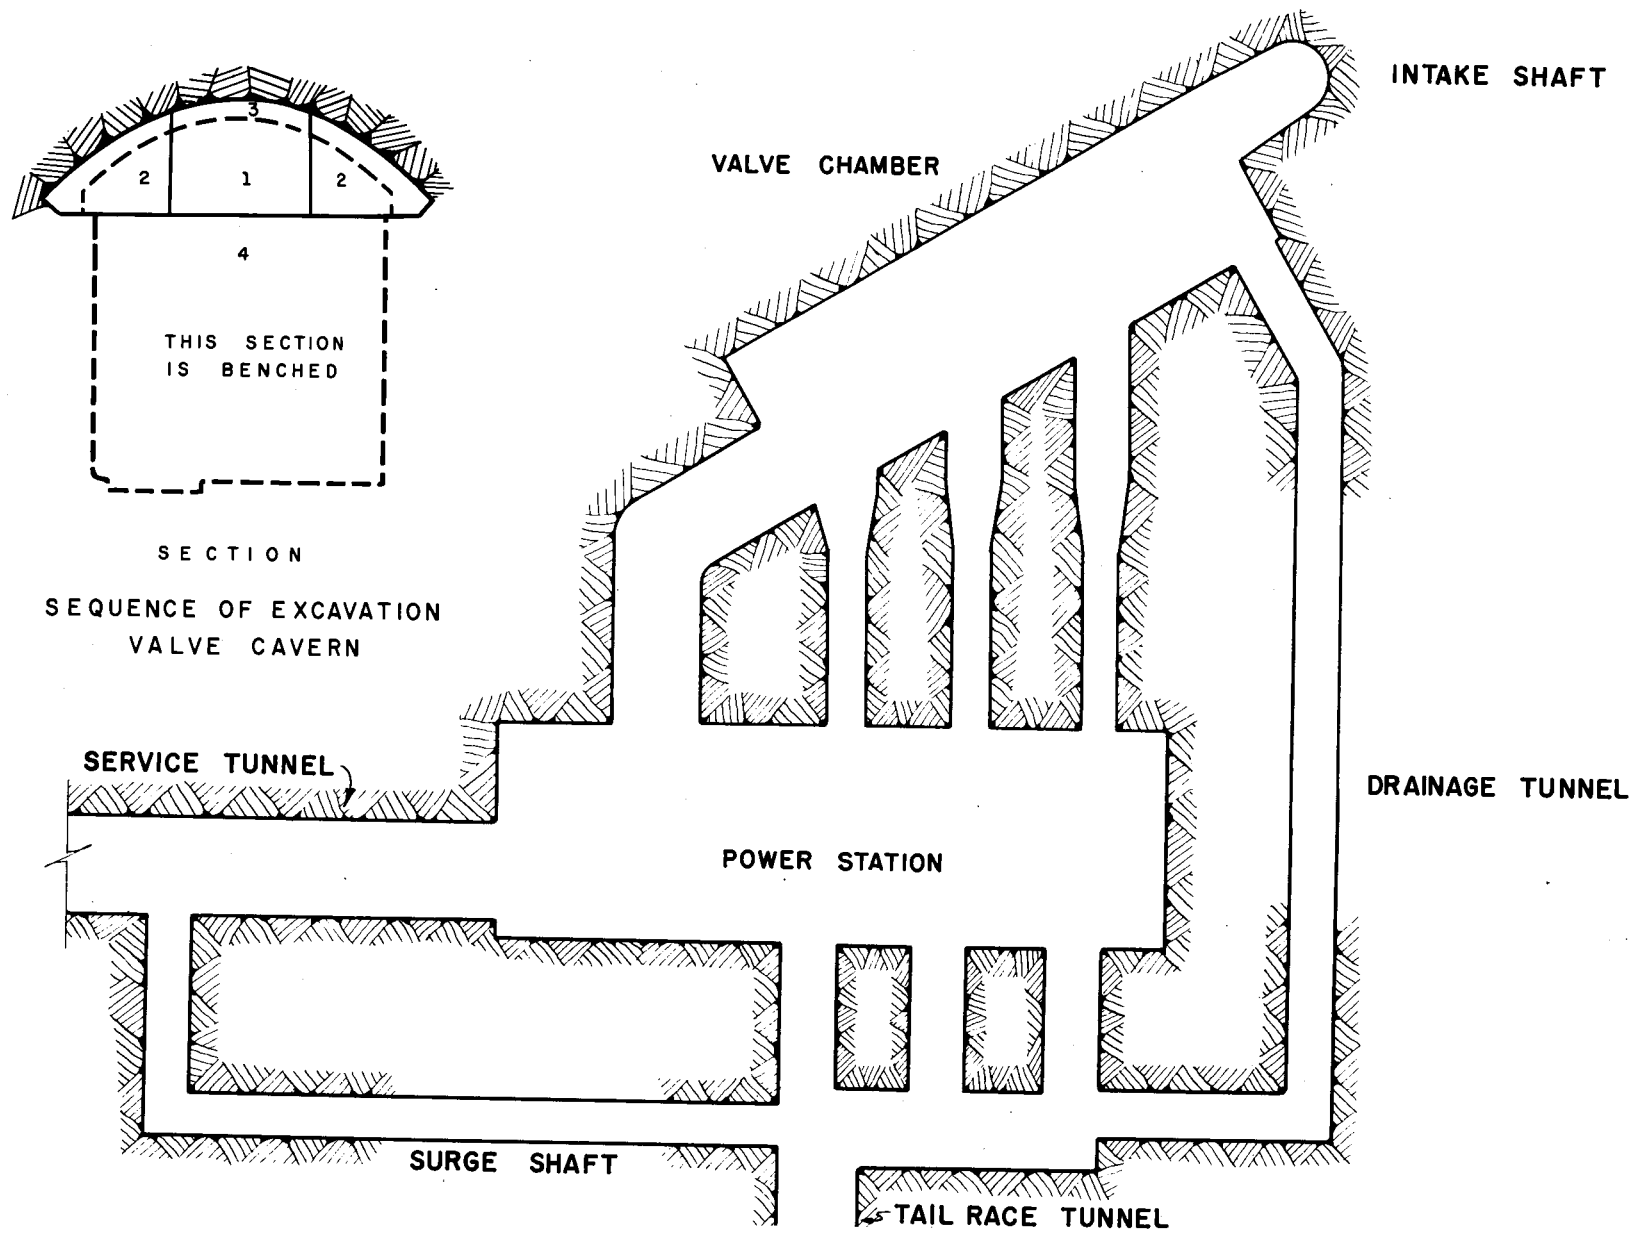 INTAKE SHAFT
VALVE CHAMBER
3
2 1 2
4
THIS SECTION
IS BENCHED
SECTION
SEQUENCE OF EXCAVATION
VALVE CAVERN
SERVICE TUNNEL
DRAINAGE TUNNEL
POWER STATION
SURGE SHAFT
TAIL RACE TUNNEL